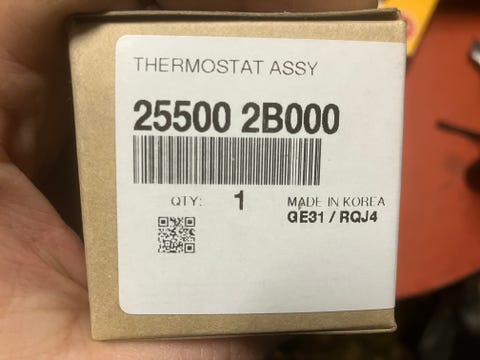 THERMOSTAT ASSY
25500 2B000
QTY: 1 MADE IN KOREA
GE31 / RQJ4